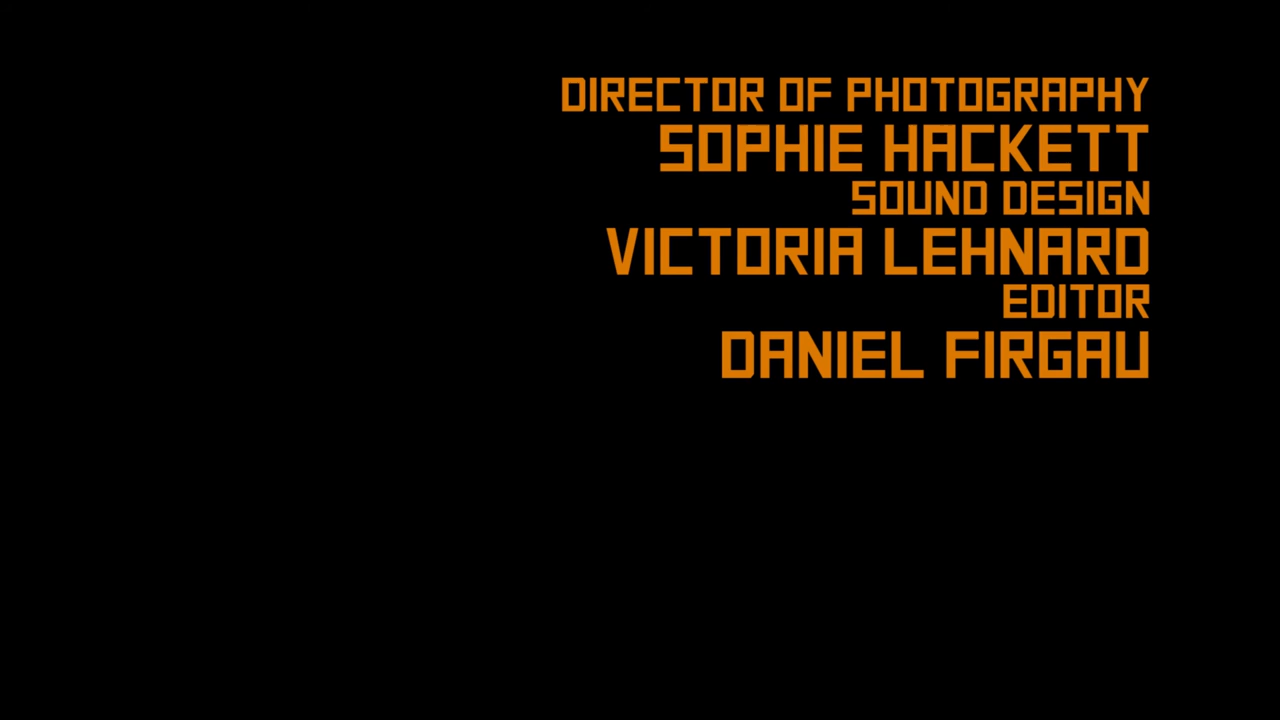 DIRECTOR OF PHOTOGRAPHY
SOPHIE HACKETT
SOUND DESIGN
VICTORIA LEHNARD
EDITOR
DANIEL FIRGAU